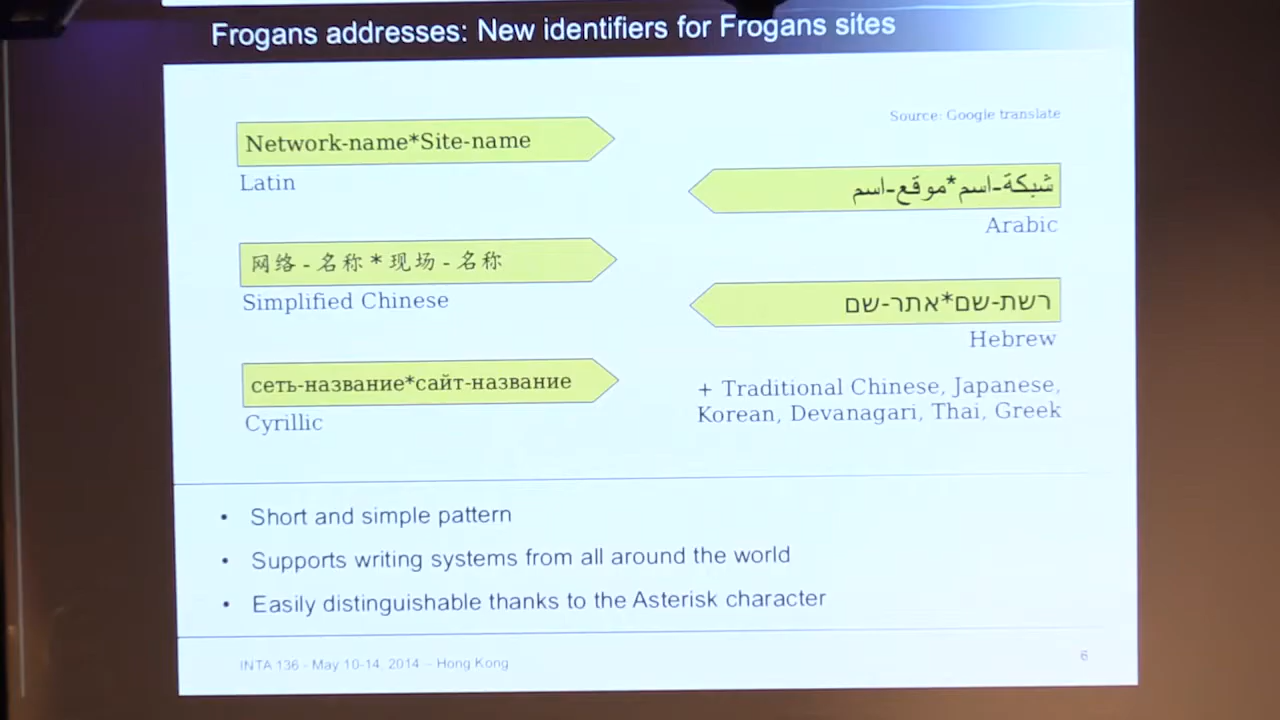 Frogans addresses: New identifiers for Frogans sites
Source: Google translate
Network-name*Site-name
Latin
网络 - 名称 * 现场 - 名称
Simplified Chinese
сеть-название*сайт-название
Cyrillic
شبكة-اسم*موقع-اسم
Arabic
רשת-שם*אתר-שם
Hebrew
+ Traditional Chinese, Japanese,
Korean, Devanagari, Thai, Greek
• Short and simple pattern
• Supports writing systems from all around the world
• Easily distinguishable thanks to the Asterisk character
INTA 136 - May 10-14, 2014 – Hong Kong
6